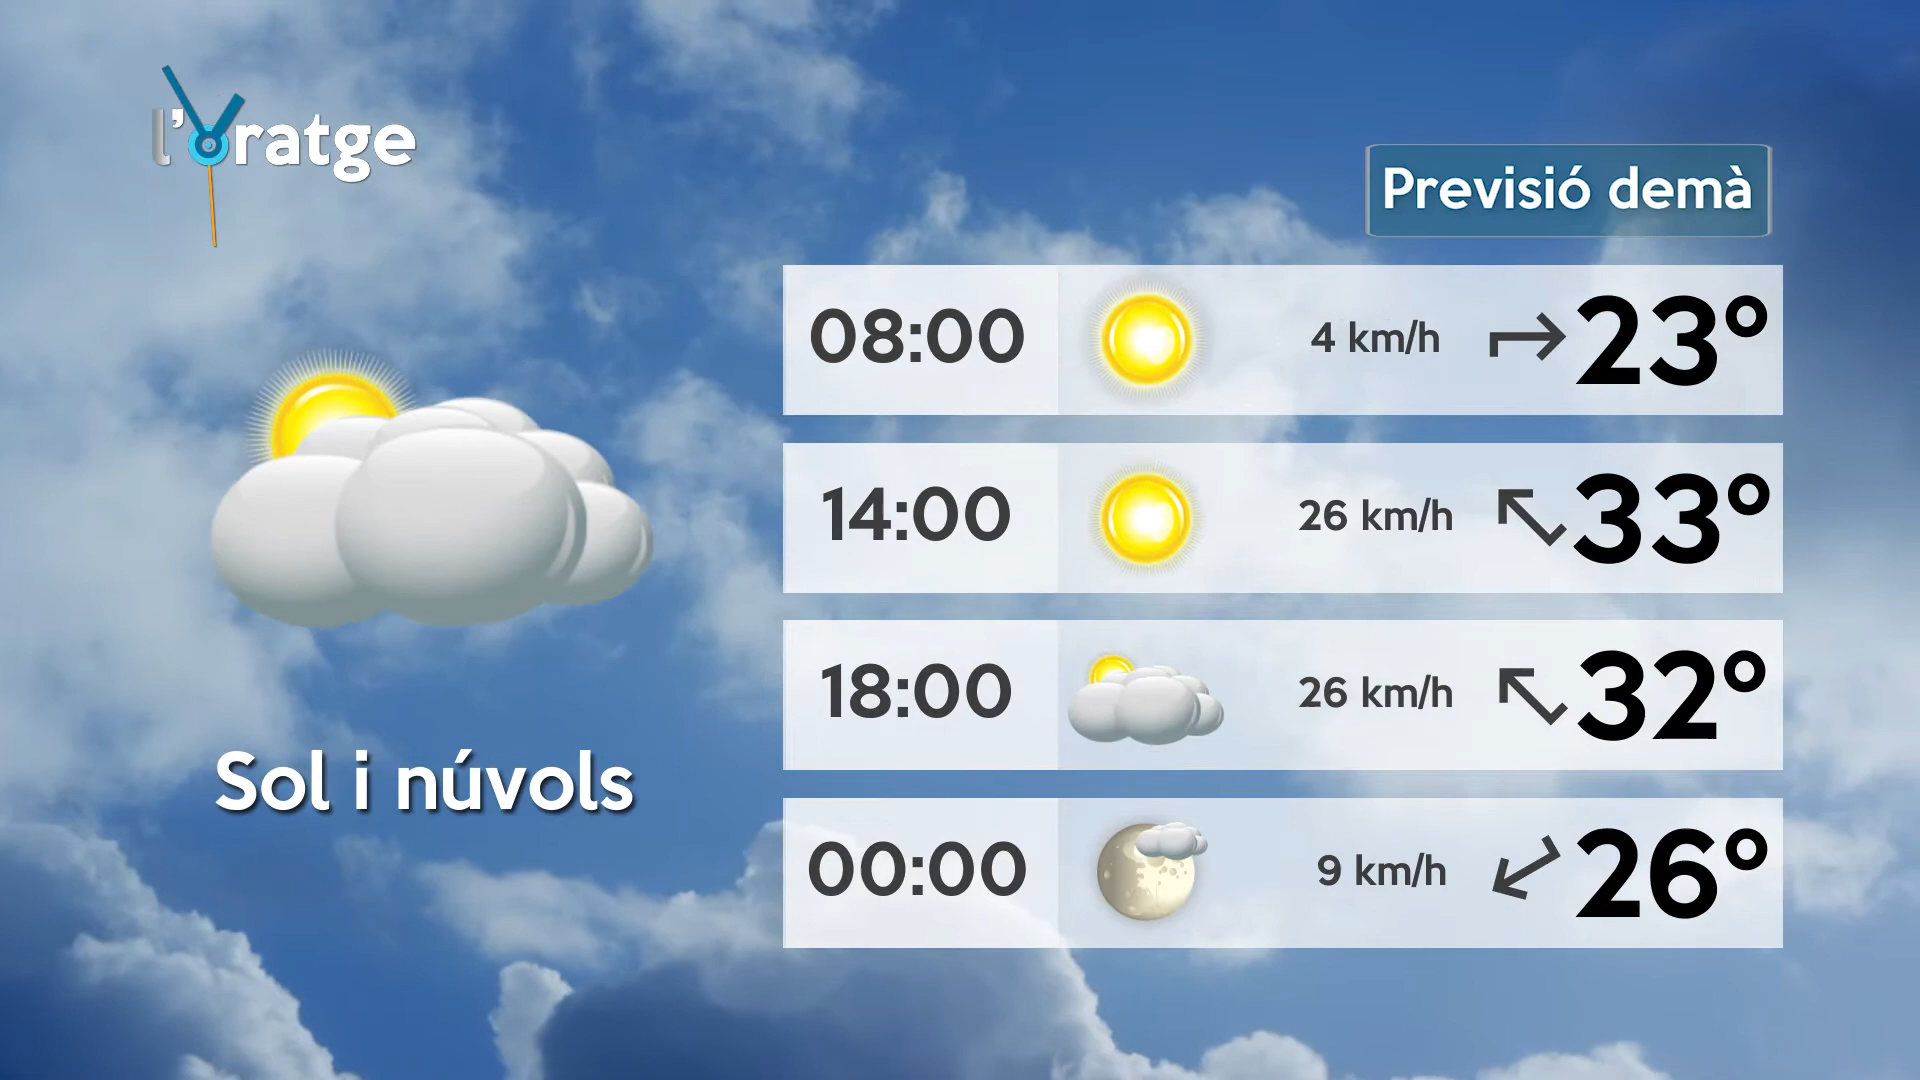 l'Oratge
Previsió demà
08:00 4 km/h 23°
14:00 26 km/h 33°
18:00 26 km/h 32°
00:00 9 km/h 26°
Sol i núvols